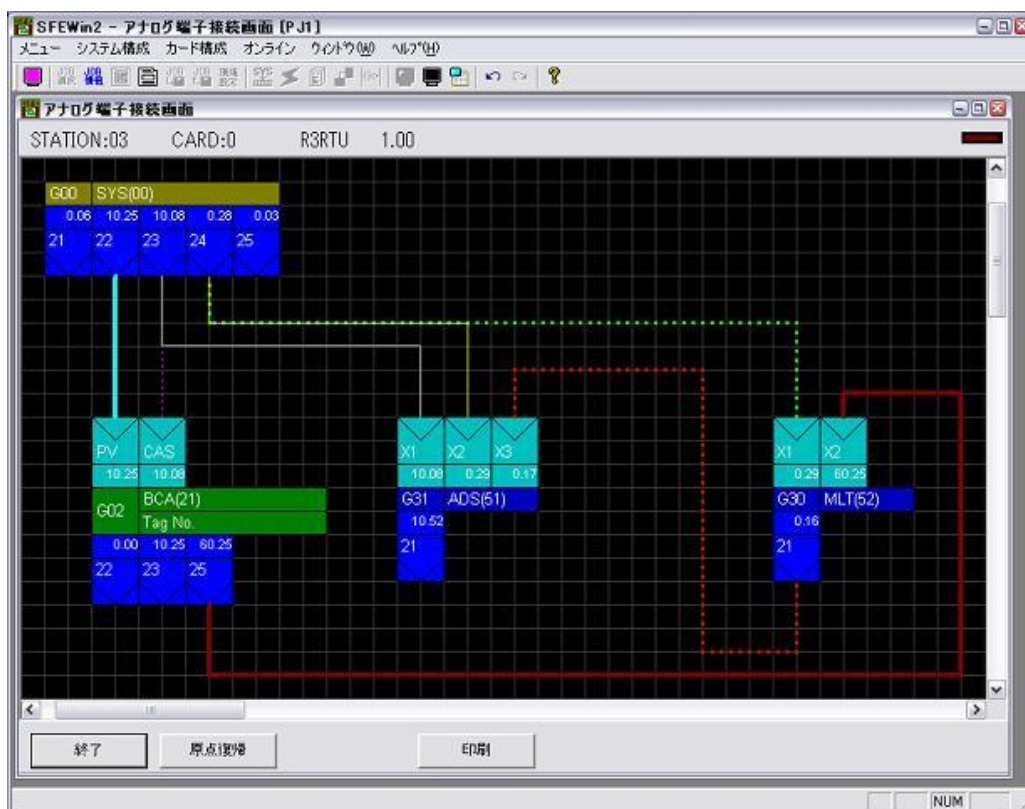 SFEWin2 - アナログ端子接続画面 [PJ1]
メニュー システム構成 カード構成 オンライン ウィンドウ(W) ヘルプ(H)
アナログ端子接続画面
STATION:03 CARD:0 R3RTU 1.00
G00 SYS(00)
0.06 10.25 10.08 0.28 0.03
21 22 23 24 25
PV CAS X1 X2 X3 X1 X2
10.25 10.08 10.08 0.29 0.17 0.29 60.25
G02 BCA(21) G31 ADS(51) G30 MLT(52)
Tag No. 10.52 0.16
0.00 10.25 60.25 21 21
22 23 25
終了 原点復帰 印刷
NUM